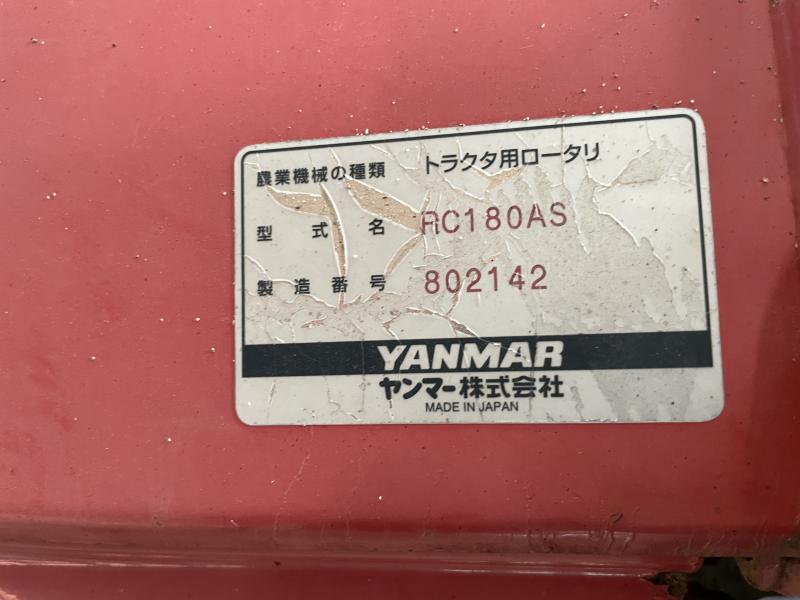 農業機械の種類 トラクタ用ロータリ
型式名 RC180AS
製造番号 802142
YANMAR
ヤンマー株式会社
MADE IN JAPAN